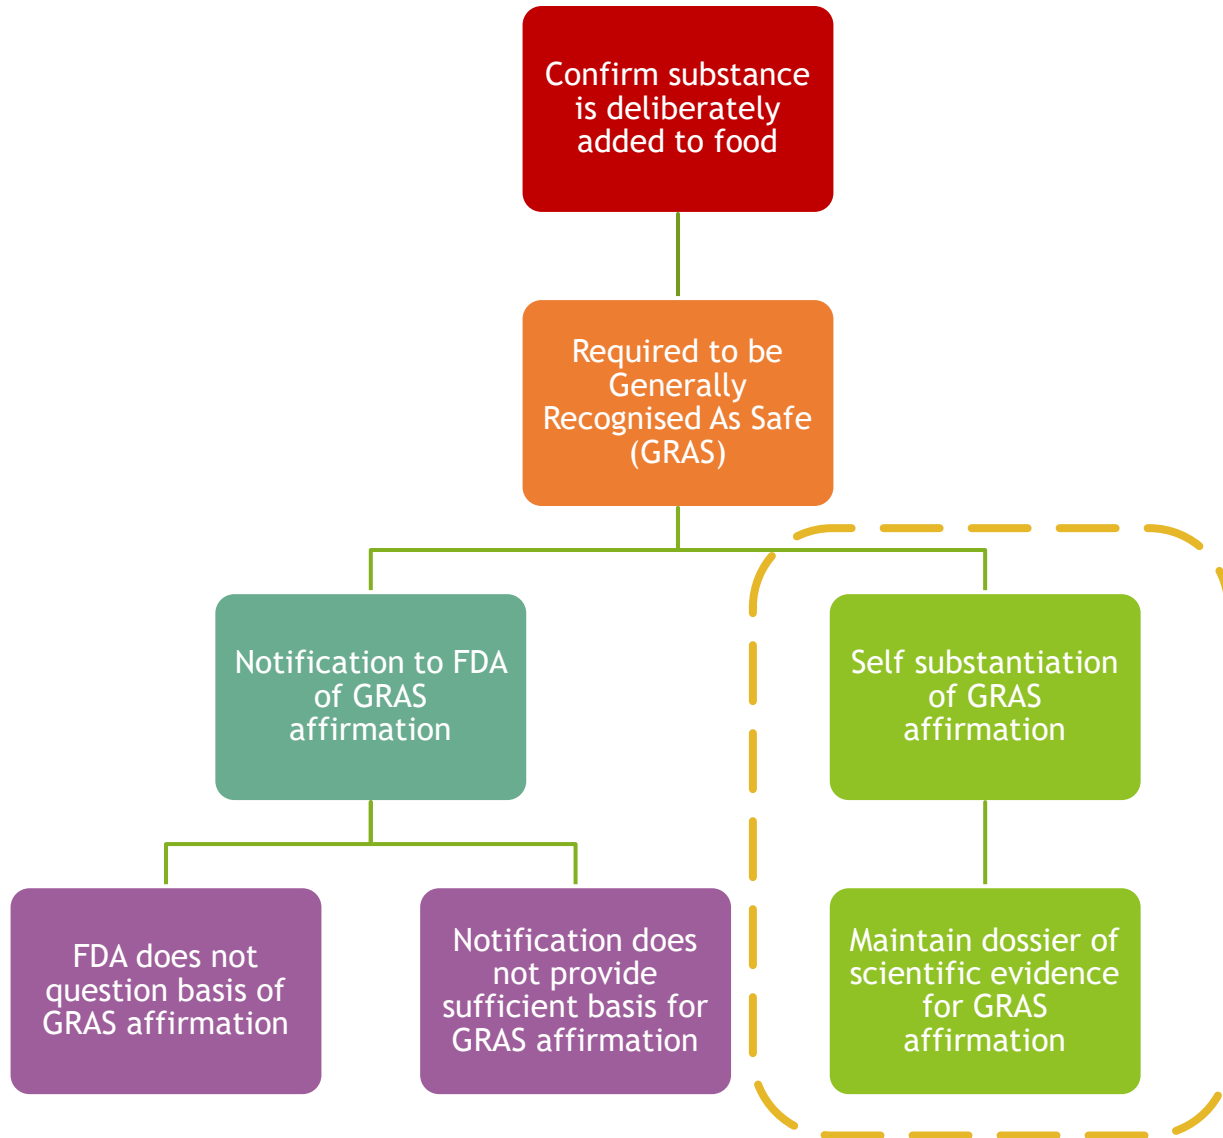 Confirm substance
is deliberately
added to food
Required to be
Generally
Recognised As Safe
(GRAS)
Notification to FDA
of GRAS
affirmation
Self substantiation
of GRAS
affirmation
FDA does not
question basis of
GRAS affirmation
Notification does
not provide
sufficient basis for
GRAS affirmation
Maintain dossier of
scientific evidence
for GRAS
affirmation